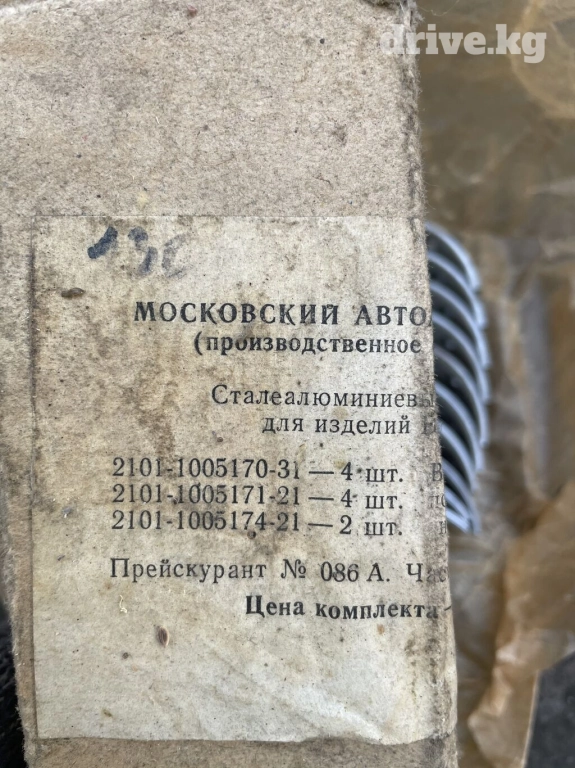 drive.kg
МОСКОВСКИЙ АВТО
(производственное
Сталеалюминиев
для изделий
2101-1005170-31 — 4 шт. В
2101-1005171-21 — 4 шт.
2101-1005174-21 — 2 шт.
Прейскурант № 086 А. Час
Цена комплекта